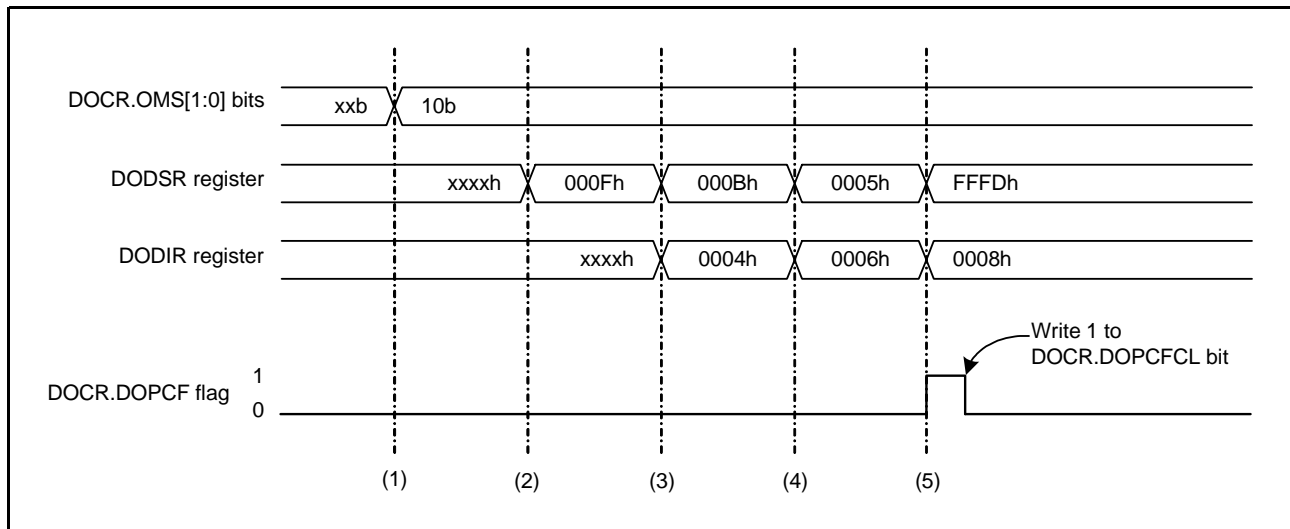 DOCR.OMS[1:0] bits xxb 10b
DODSR register xxxxh 000Fh 000Bh 0005h FFFDh
DODIR register xxxxh 0004h 0006h 0008h
Write 1 to
DOCR.DOPCFCL bit
DOCR.DOPCF flag 1
0
(1) (2) (3) (4) (5)